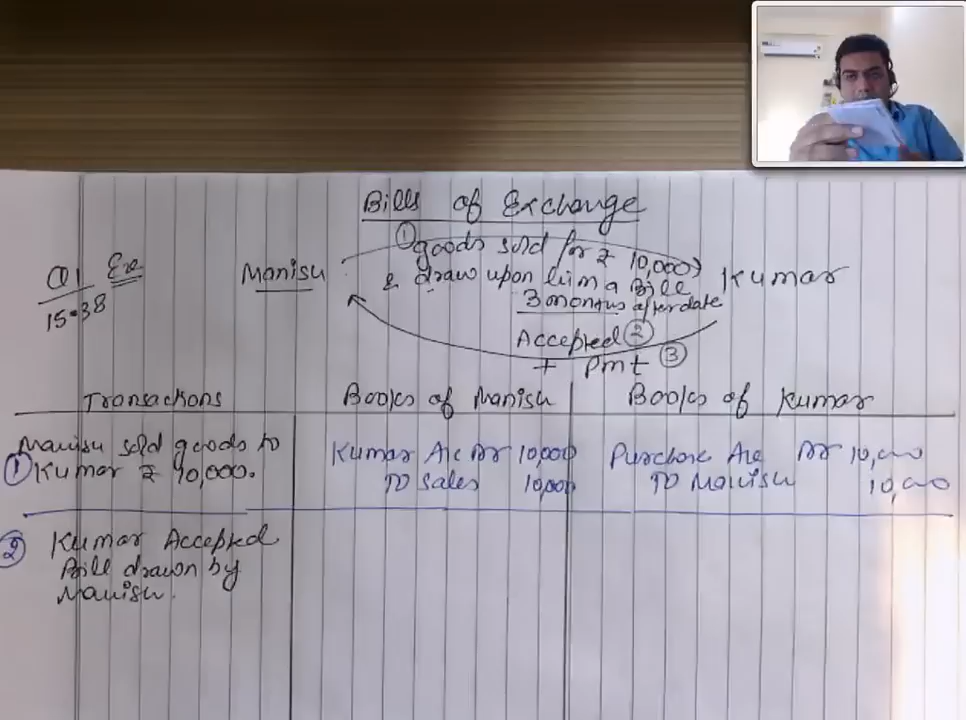 Bills of Exchange
Q1 Exe
15.38
Manish
① goods sold for ₹ 10,000
& draw upon him a Bill
3 months after date
Kumar
Accepted ②
+ Pmt ③
Transactions
Books of Manish
Books of Kumar
Manish sold goods to
① Kumar ₹ 10,000.
Kumar A/c Dr 10,000
To Sales 10,000
Purchase A/c Dr 10,000
To Manish 10,000
② Kumar Accepted
Bill drawn by
Manish.